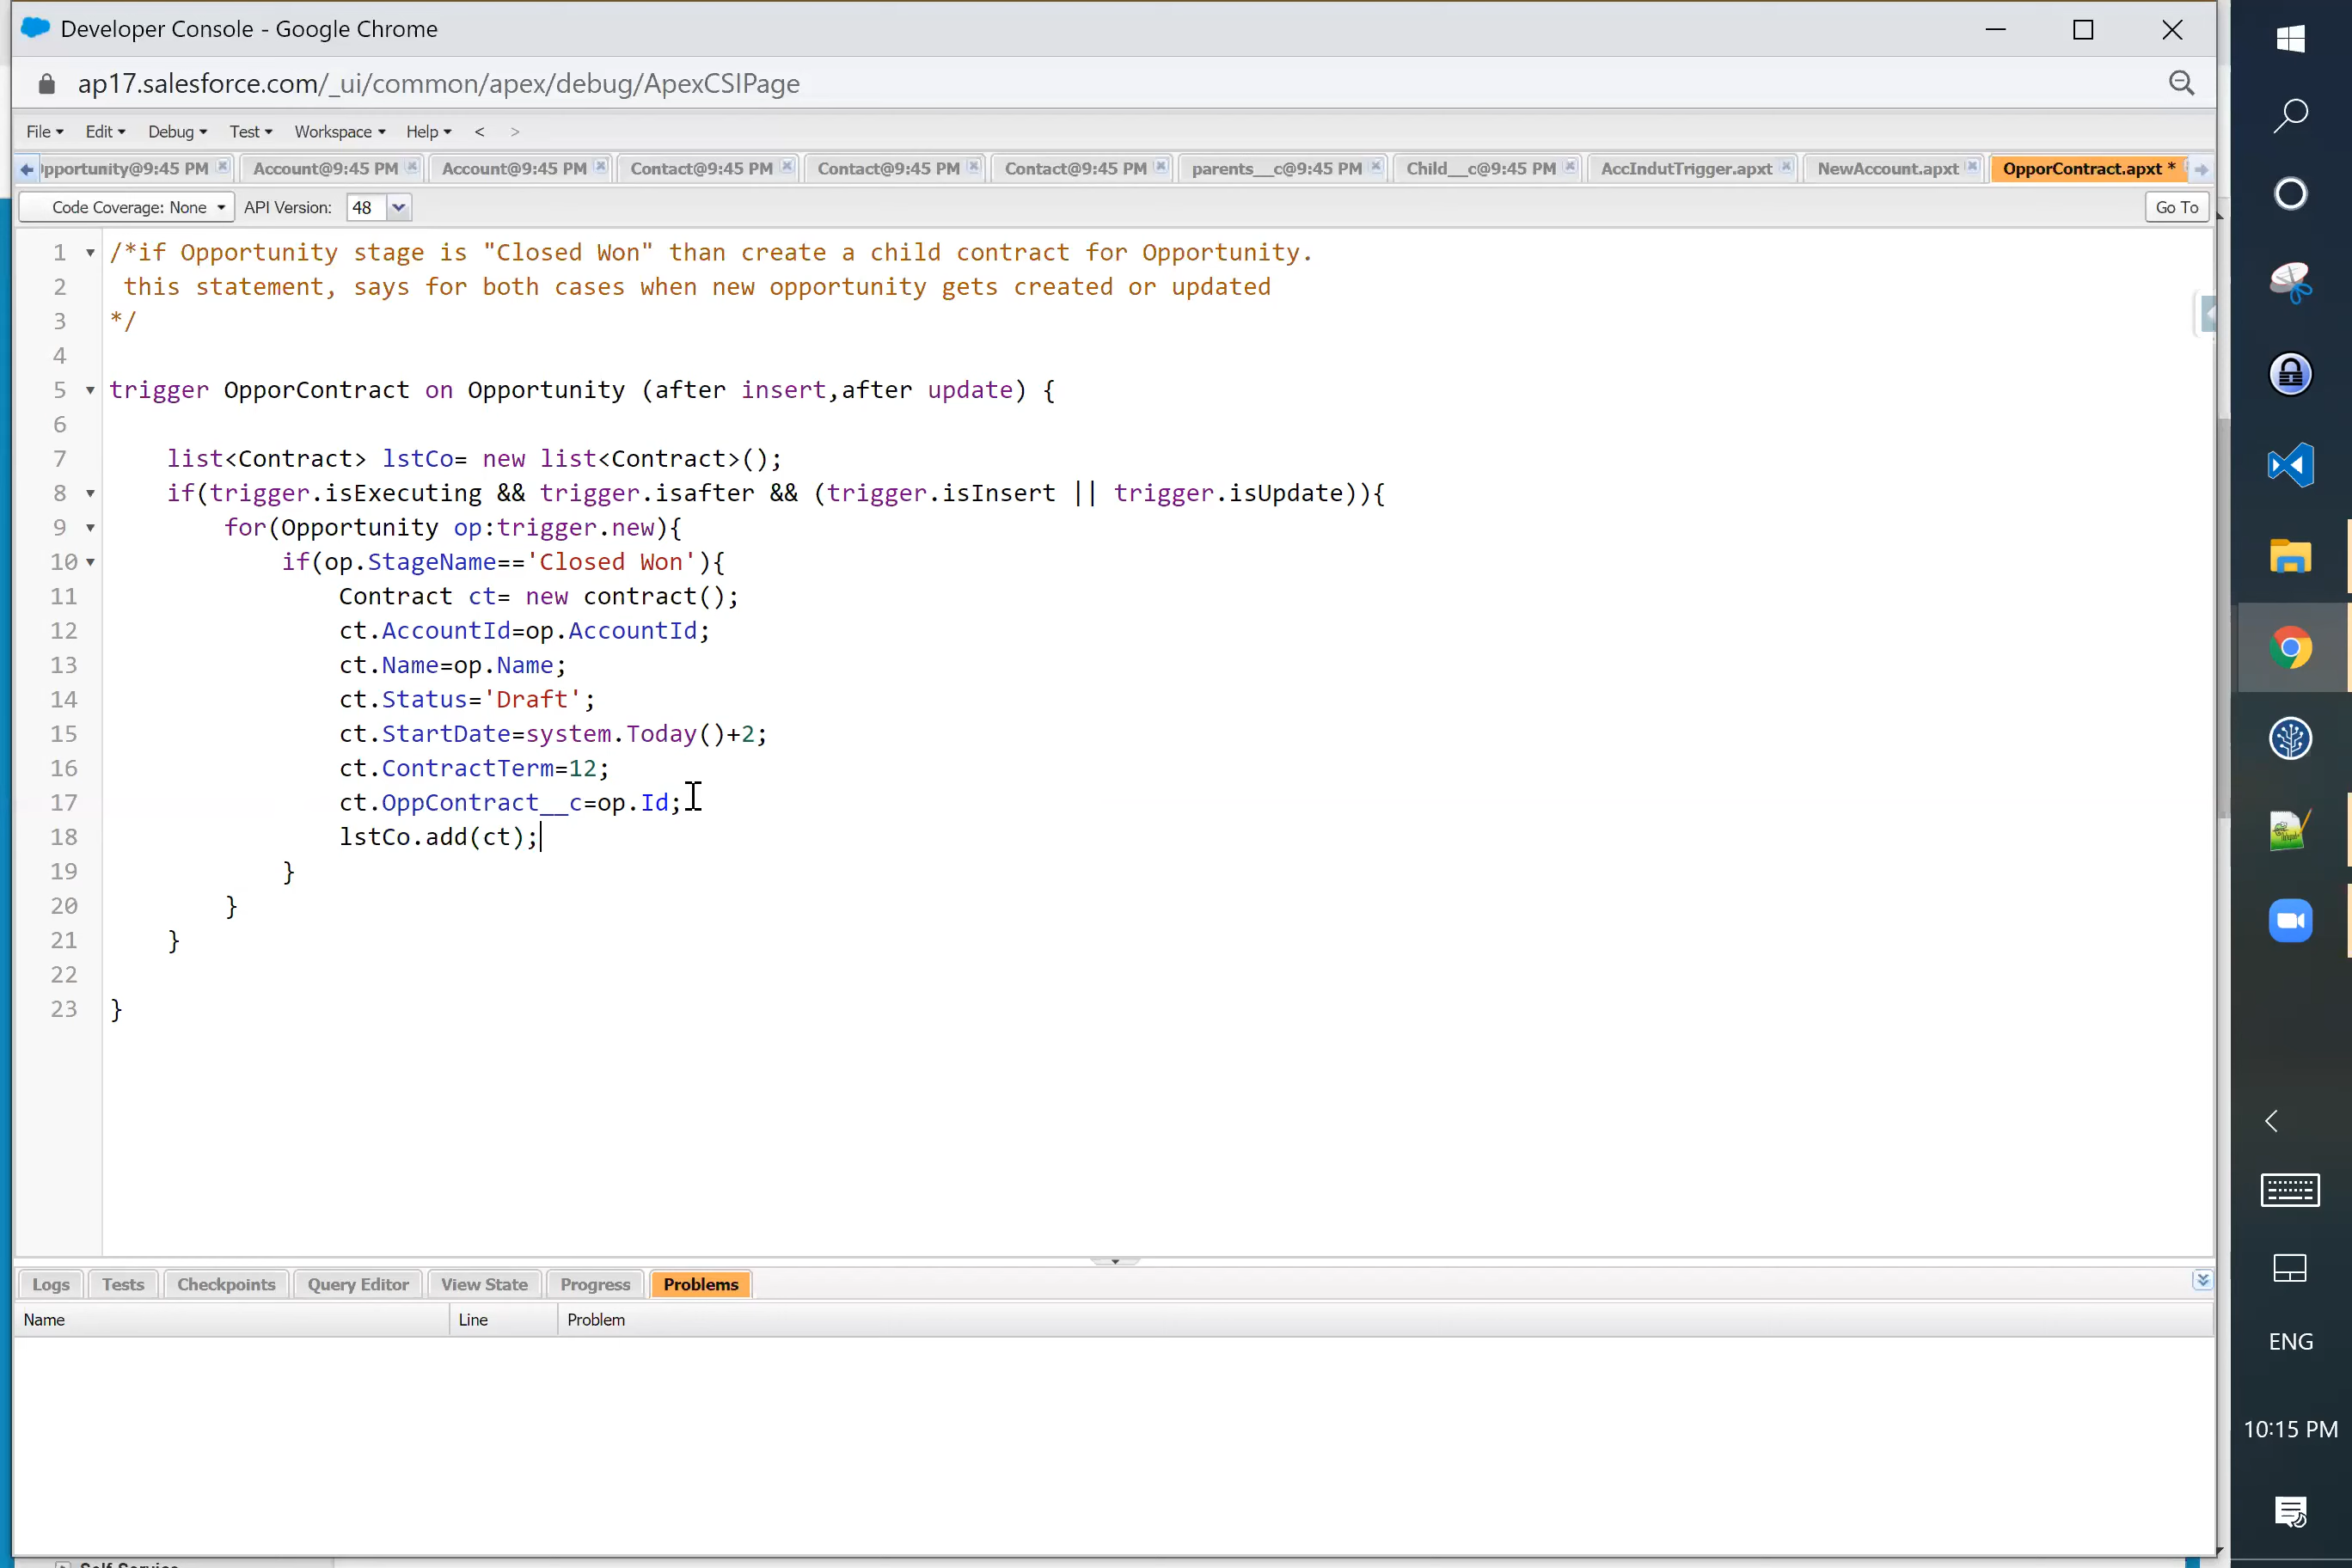 Developer Console - Google Chrome
ap17.salesforce.com/_ui/common/apex/debug/ApexCSIPage
File Edit Debug Test Workspace Help < >
pportunity@9:45 PM Account@9:45 PM Account@9:45 PM Contact@9:45 PM Contact@9:45 PM Contact@9:45 PM parents__c@9:45 PM Child__c@9:45 PM AccIndutTrigger.apxt NewAccount.apxt OpporContract.apxt *
Code Coverage: None API Version: 48 Go To
1 /*if Opportunity stage is "Closed Won" than create a child contract for Opportunity.
2 this statement, says for both cases when new opportunity gets created or updated
3 */
4
5 trigger OpporContract on Opportunity (after insert,after update) {
6
7 list<Contract> lstCo= new list<Contract>();
8 if(trigger.isExecuting && trigger.isafter && (trigger.isInsert || trigger.isUpdate)){
9 for(Opportunity op:trigger.new){
10 if(op.StageName=='Closed Won'){
11 Contract ct= new contract();
12 ct.AccountId=op.AccountId;
13 ct.Name=op.Name;
14 ct.Status='Draft';
15 ct.StartDate=system.Today()+2;
16 ct.ContractTerm=12;
17 ct.OppContract__c=op.Id;
18 lstCo.add(ct);
19 }
20 }
21 }
22
23 }
Logs Tests Checkpoints Query Editor View State Progress Problems
Name Line Problem
ENG
10:15 PM